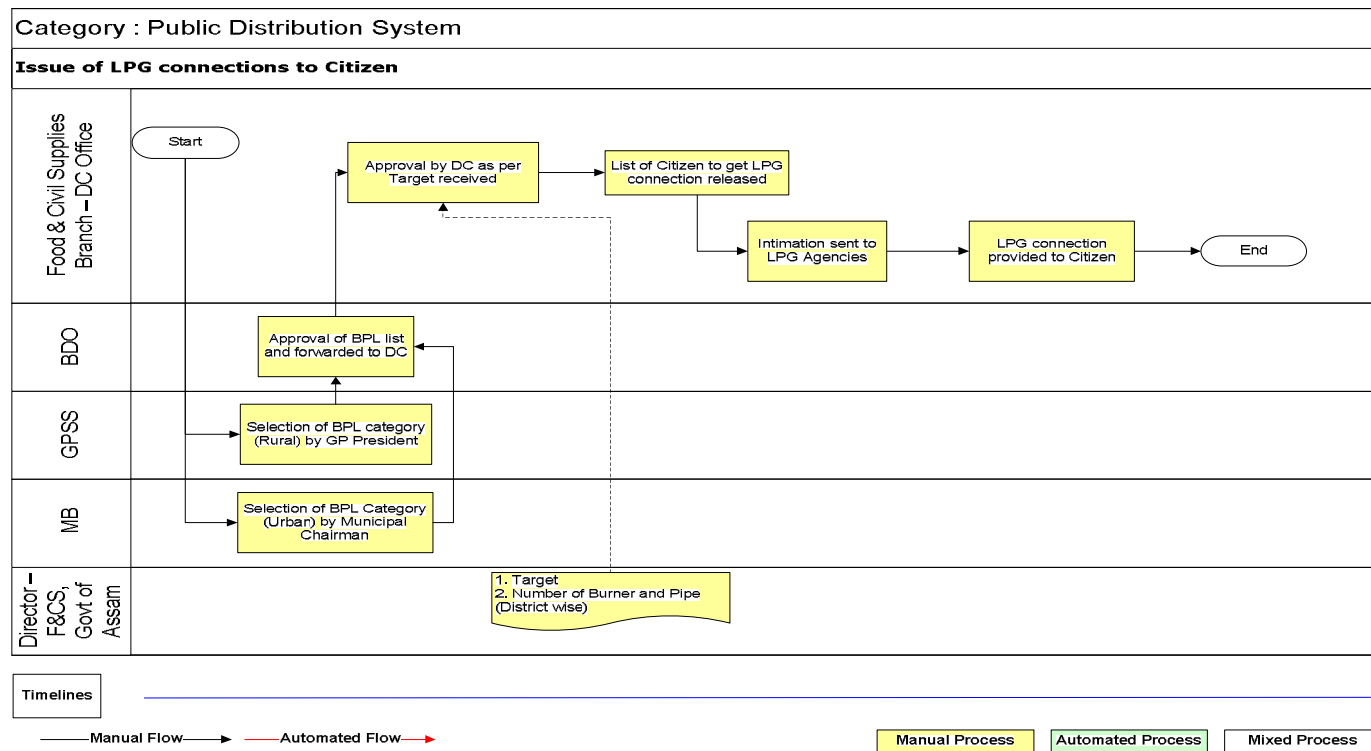 Category : Public Distribution System
Issue of LPG connections to Citizen
Food & Civil Supplies
Branch – DC Office
Start
Approval by DC as per
Target received
List of Citizen to get LPG
connection released
Intimation sent to
LPG Agencies
LPG connection
provided to Citizen
End
BDO
Approval of BPL list
and forwarded to DC
GPSS
Selection of BPL category
(Rural) by GP President
MB
Selection of BPL Category
(Urban) by Municipal
Chairman
Director –
F&CS,
Govt of
Assam
1. Target
2. Number of Burner and Pipe
(District wise)
Timelines
Manual Flow
Automated Flow
Manual Process
Automated Process
Mixed Process